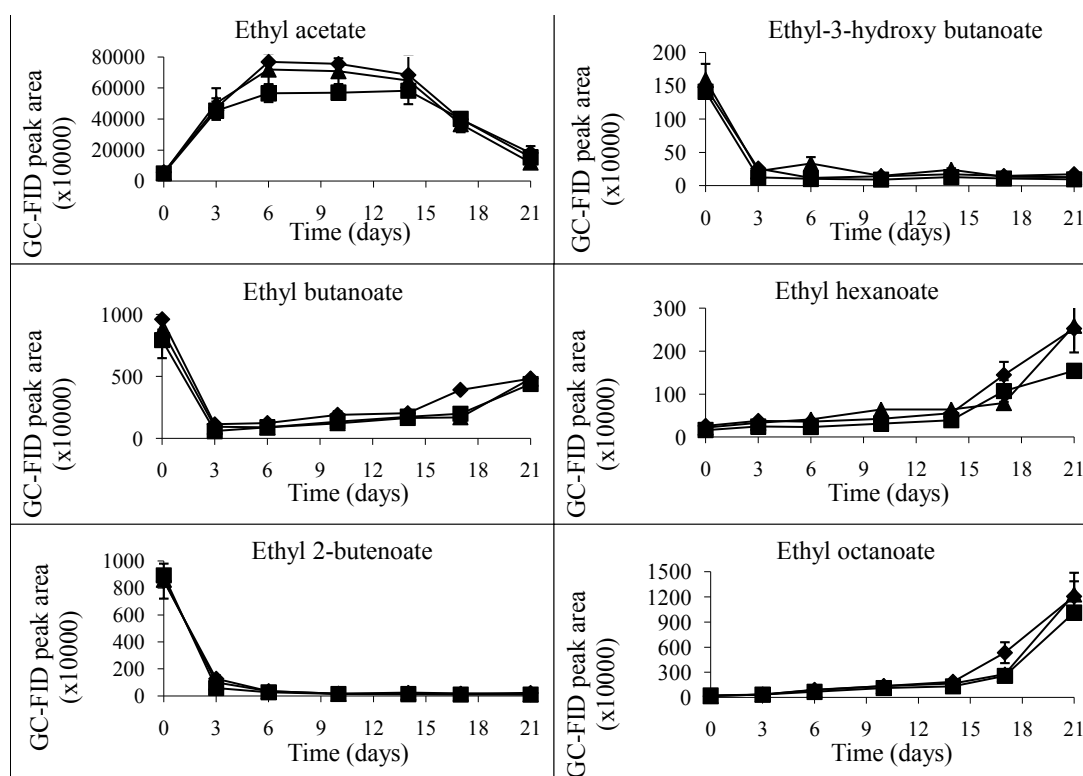 Ethyl acetate
GC-FID peak area
(x10000)
80000
60000
40000
20000
0
0 3 6 9 12 15 18 21
Time (days)
Ethyl-3-hydroxy butanoate
GC-FID peak area
(x10000)
200
150
100
50
0
0 3 6 9 12 15 18 21
Time (days)
Ethyl butanoate
GC-FID peak area
(x10000)
1000
500
0
0 3 6 9 12 15 18 21
Time (days)
Ethyl hexanoate
GC-FID peak area
(x10000)
300
200
100
0
0 3 6 9 12 15 18 21
Time (days)
Ethyl 2-butenoate
GC-FID peak area
(x10000)
1000
800
600
400
200
0
0 3 6 9 12 15 18 21
Time (days)
Ethyl octanoate
GC-FID peak area
(x10000)
1500
1200
900
600
300
0
0 3 6 9 12 15 18 21
Time (days)